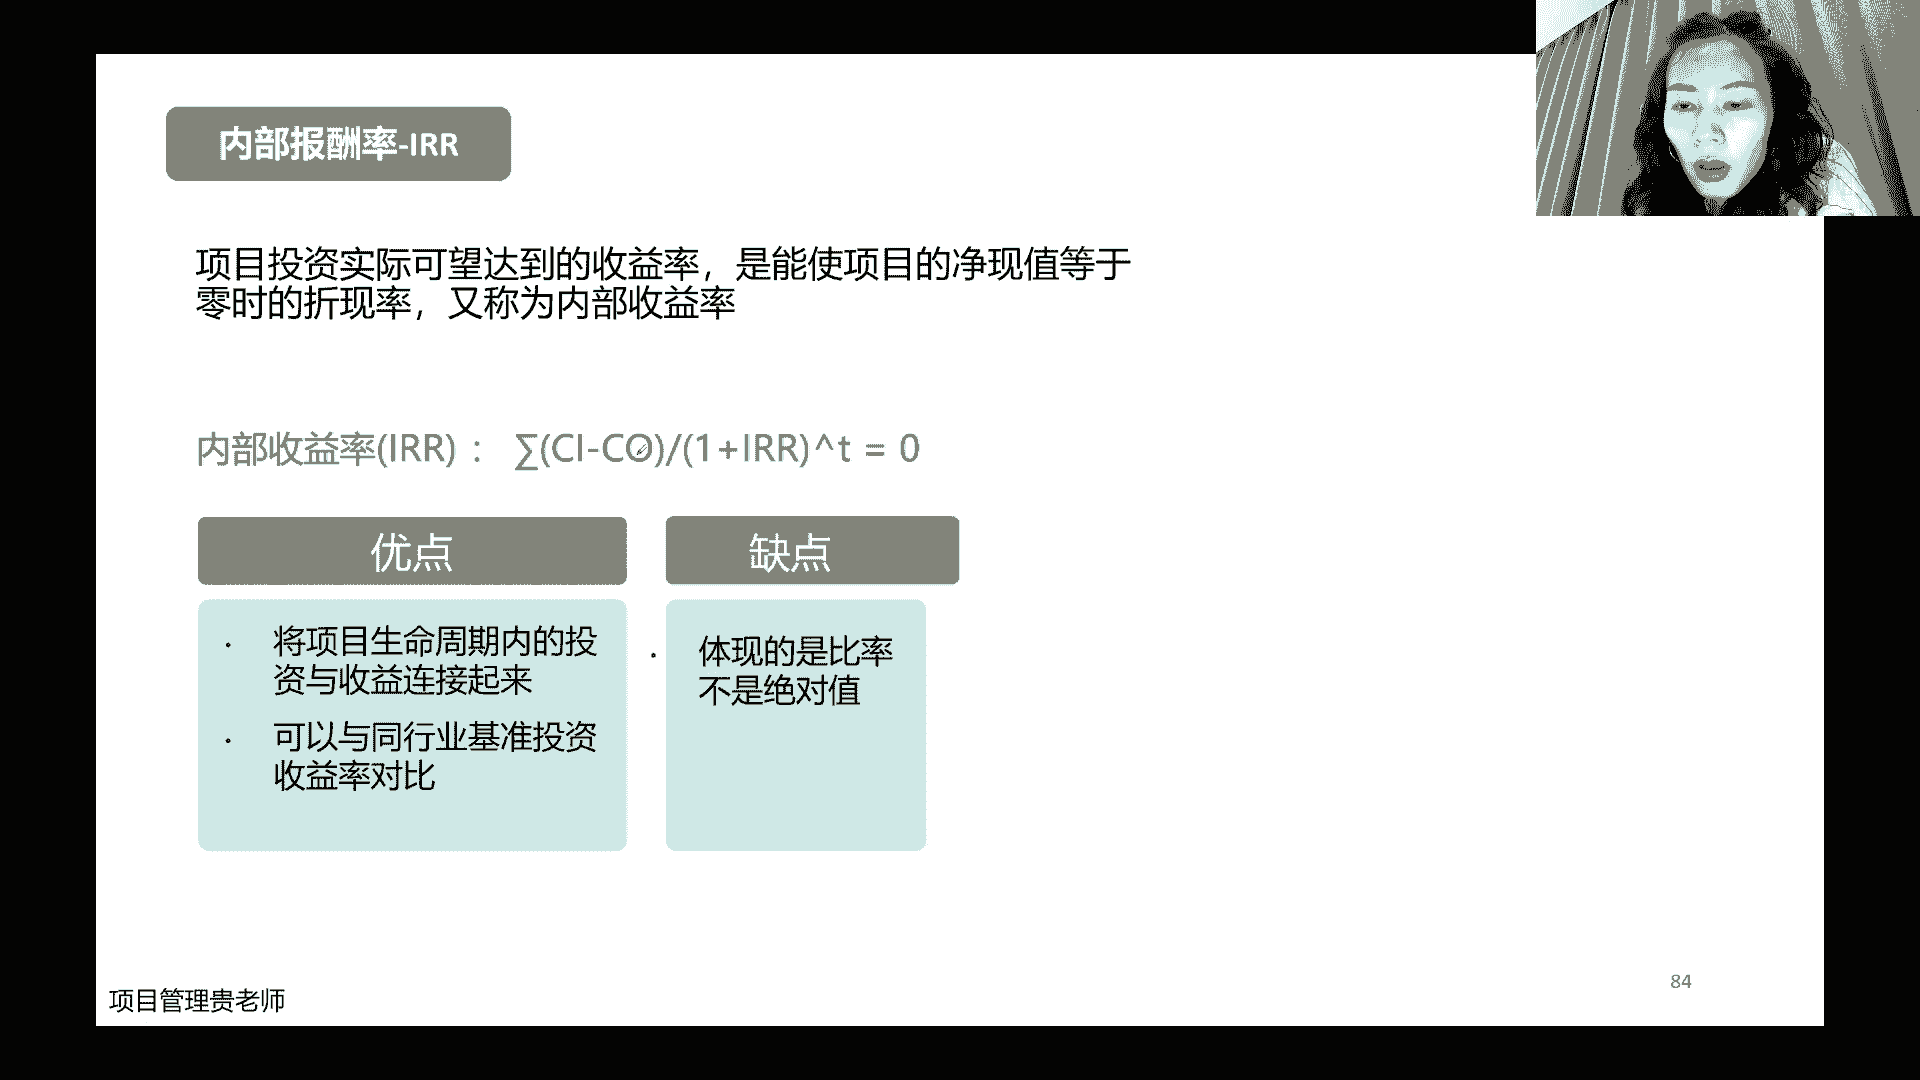 内部报酬率-IRR
项目投资实际可望达到的收益率，是能使项目的净现值等于
零时的折现率，又称为内部收益率
内部收益率(IRR)： ∑(CI-CO)/(1+IRR)^t = 0
优点
· 将项目生命周期内的投
资与收益连接起来
· 可以与同行业基准投资
收益率对比
缺点
· 体现的是比率
不是绝对值
84
项目管理贵老师